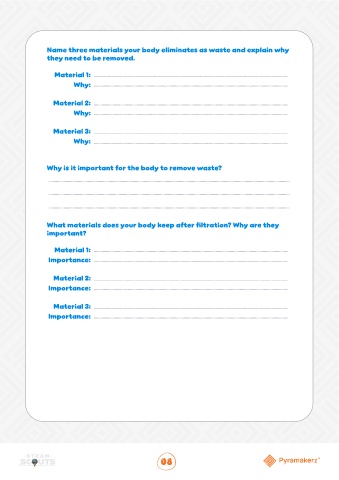 Name three materials your body eliminates as waste and explain why
they need to be removed.
Material 1:
Why:
Material 2:
Why:
Material 3:
Why:
Why is it important for the body to remove waste?
What materials does your body keep after filtration? Why are they
important?
Material 1:
Importance:
Material 2:
Importance:
Material 3:
Importance:
STEAM
SCOUTS
08
Pyramakerz